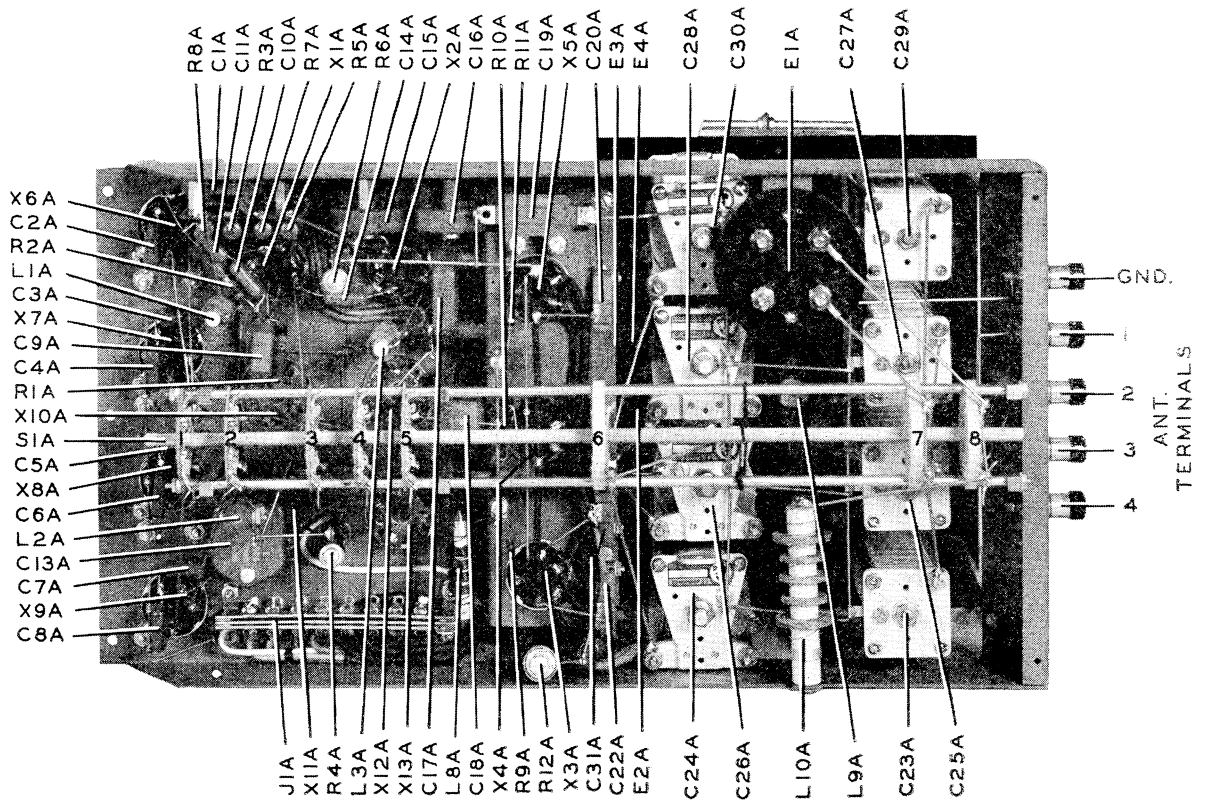 R8A
C1A
C11A
R3A
C10A
R7A
X1A
R5A
R6A
C14A
C15A
X2A
C16A
R10A
R11A
C19A
X5A
C20A
E3A
E4A
C28A
C30A
E1A
C27A
C29A
X6A
C2A
R2A
L1A
C3A
X7A
C9A
C4A
R1A
X10A
S1A
C5A
X8A
C6A
L2A
C13A
C7A
X9A
C8A
1
2
3
4
5
6
7
8
GND.
1
2
3
4
ANT.
TERMINALS
J1A
X11A
R4A
L3A
X12A
X13A
C17A
L8A
C18A
X4A
R9A
R12A
X3A
C31A
C22A
E2A
C24A
C26A
L10A
L9A
C23A
C25A